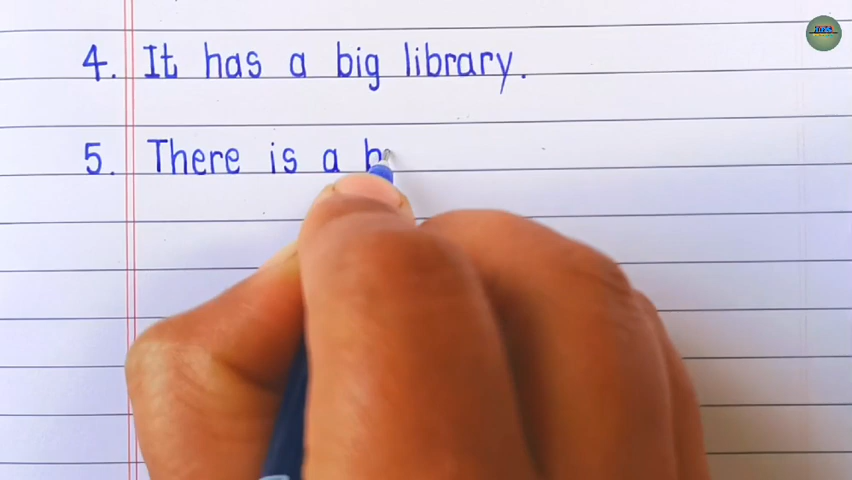 4. It has a big library.
5. There is a b